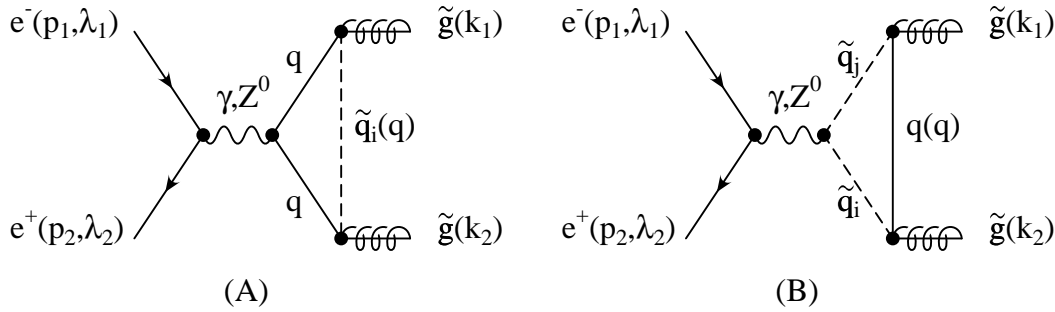 e⁻(p₁,λ₁)
q
g̃(k₁)
γ,Z⁰
q̃ᵢ(q)
q
e⁺(p₂,λ₂)
g̃(k₂)
(A)
e⁻(p₁,λ₁)
q̃ⱼ
g̃(k₁)
γ,Z⁰
q(q)
q̃ᵢ
e⁺(p₂,λ₂)
g̃(k₂)
(B)